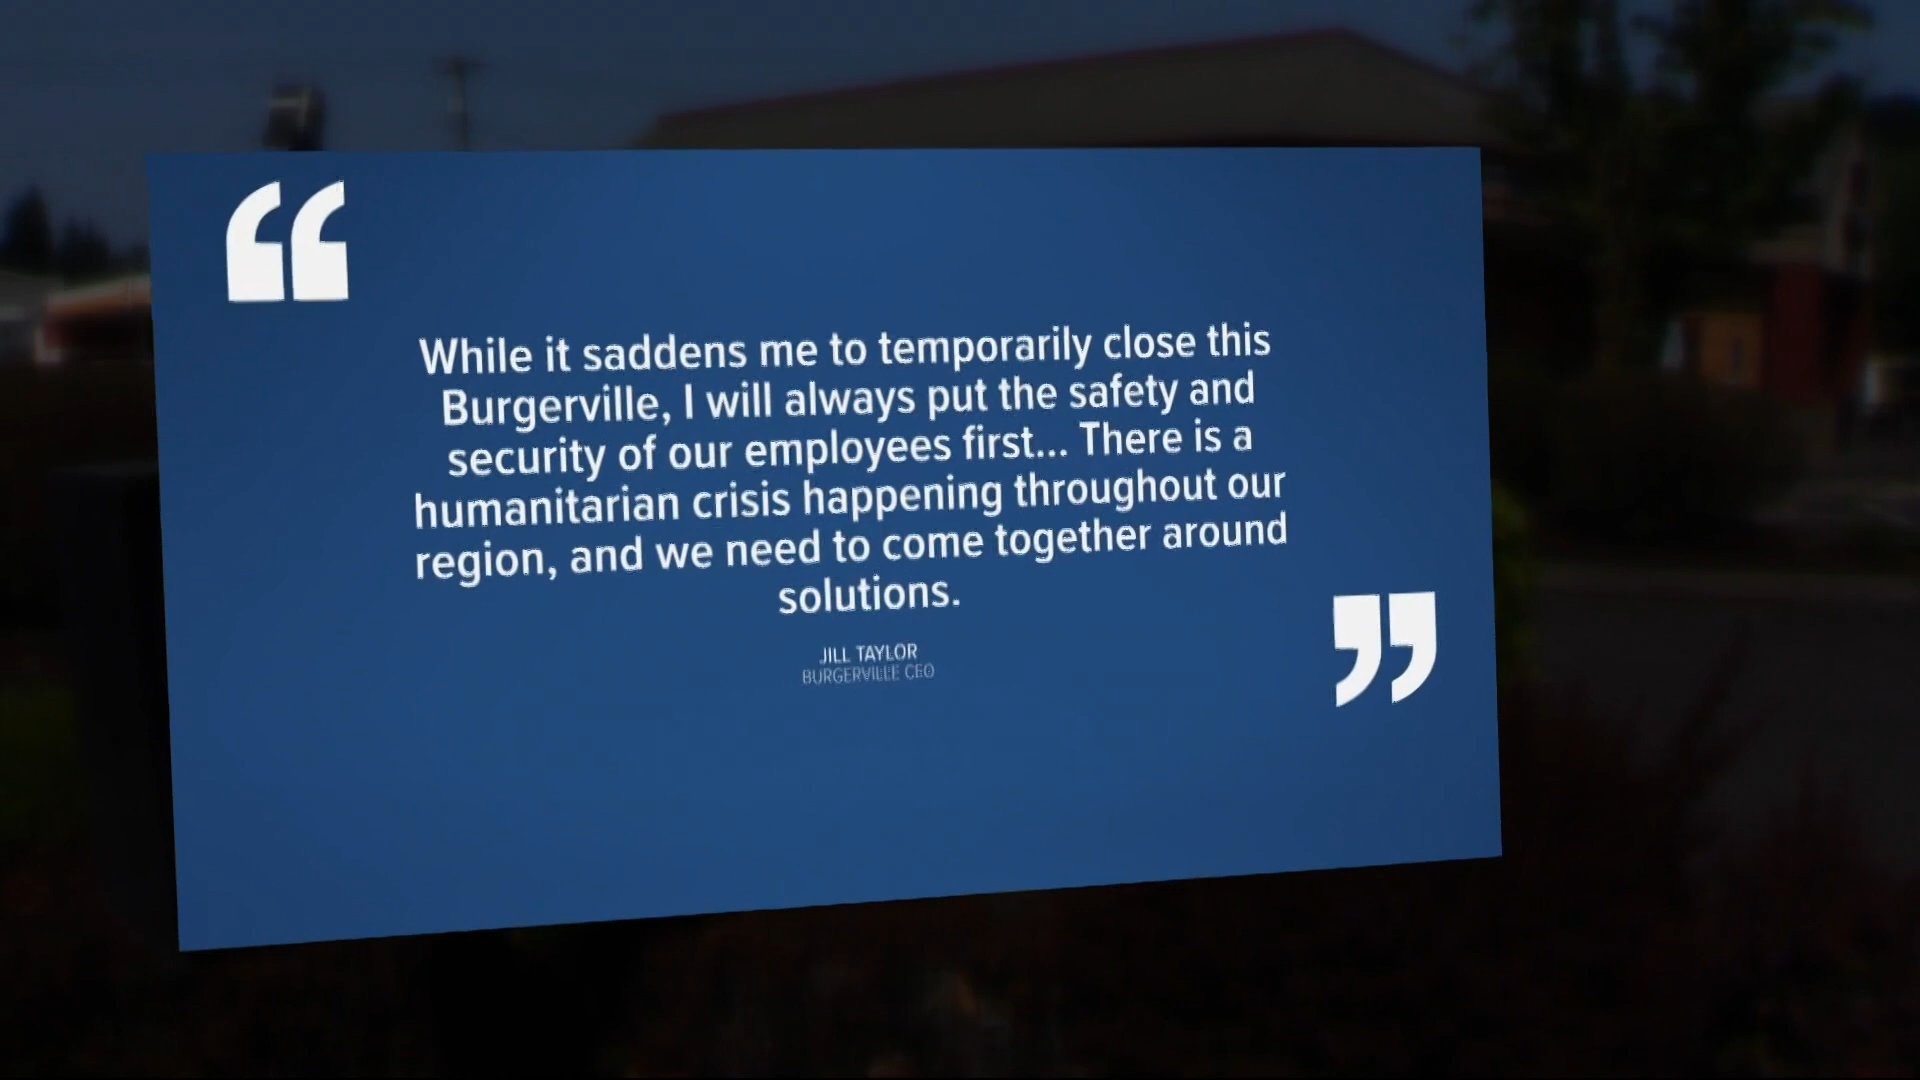 While it saddens me to temporarily close this
Burgerville, I will always put the safety and
security of our employees first... There is a
humanitarian crisis happening throughout our
region, and we need to come together around
solutions.
JILL TAYLOR
BURGERVILLE CEO